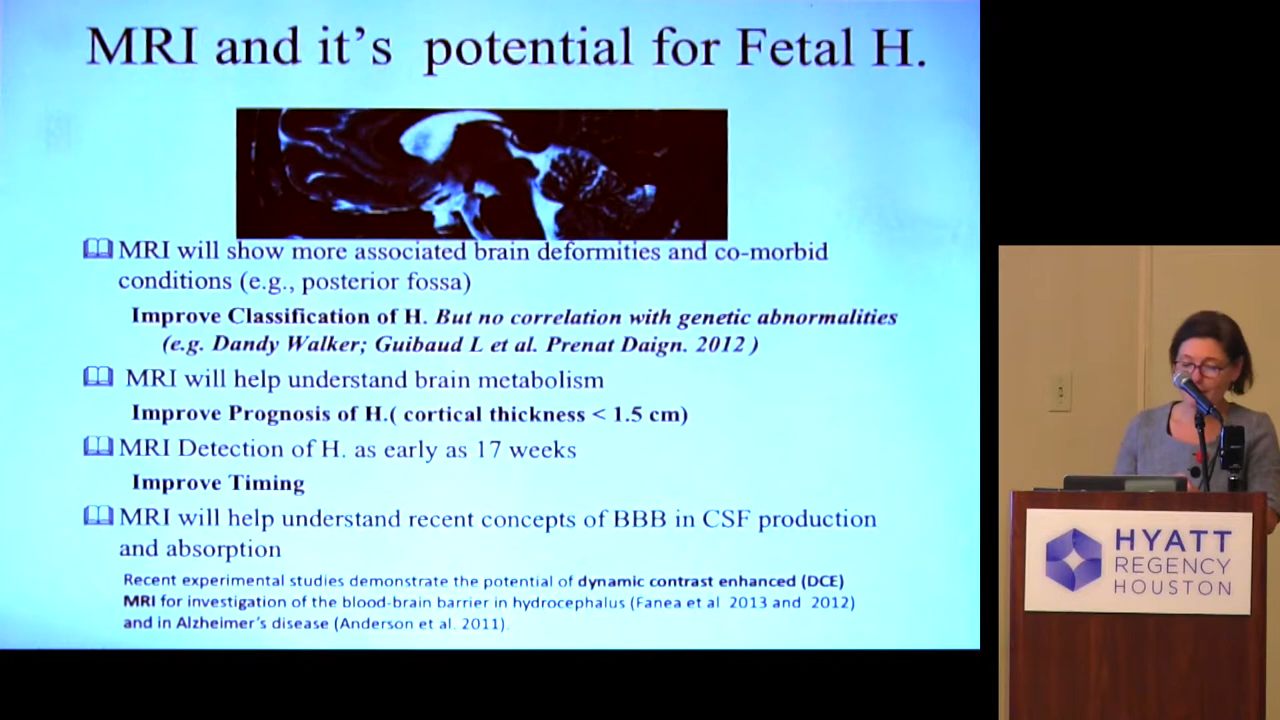 MRI and it's potential for Fetal H.
MRI will show more associated brain deformities and co-morbid
conditions (e.g., posterior fossa)
Improve Classification of H. But no correlation with genetic abnormalities
(e.g. Dandy Walker; Guibaud L et al. Prenat Daign. 2012 )
MRI will help understand brain metabolism
Improve Prognosis of H.( cortical thickness < 1.5 cm)
MRI Detection of H. as early as 17 weeks
Improve Timing
MRI will help understand recent concepts of BBB in CSF production
and absorption
Recent experimental studies demonstrate the potential of dynamic contrast enhanced (DCE)
MRI for investigation of the blood-brain barrier in hydrocephalus (Fanea et al 2013 and 2012)
and in Alzheimer's disease (Anderson et al. 2011).
HYATT
REGENCY
HOUSTON